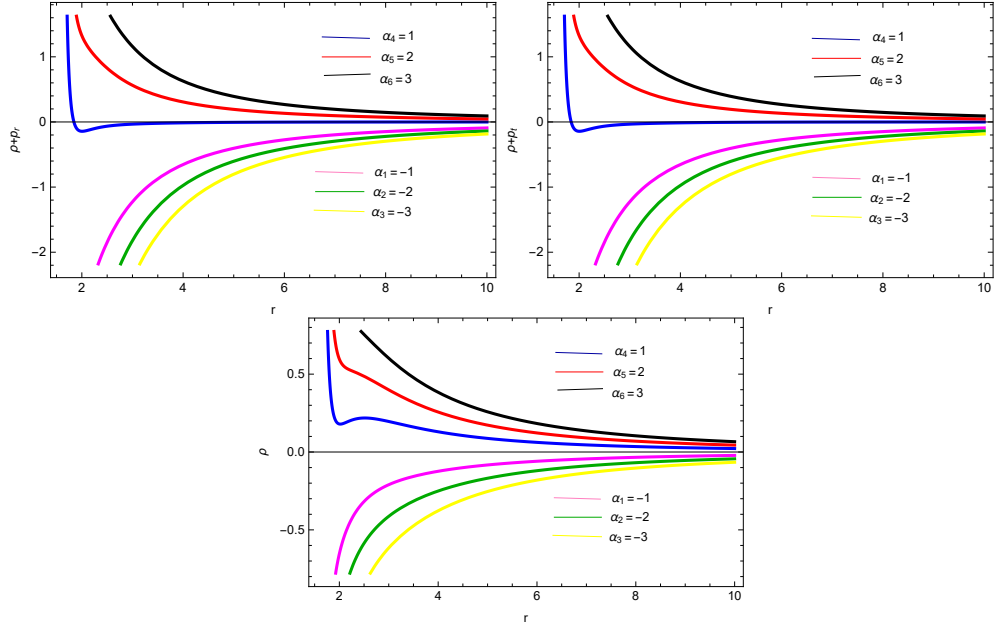 ρ+pᵣ
1
0
−1
−2
α₄ = 1
α₅ = 2
α₆ = 3
α₁ = −1
α₂ = −2
α₃ = −3
2 4 6 8 10
r
ρ+pₜ
1
0
−1
−2
α₄ = 1
α₅ = 2
α₆ = 3
α₁ = −1
α₂ = −2
α₃ = −3
2 4 6 8 10
r
ρ
0.5
0.0
−0.5
α₄ = 1
α₅ = 2
α₆ = 3
α₁ = −1
α₂ = −2
α₃ = −3
2 4 6 8 10
r